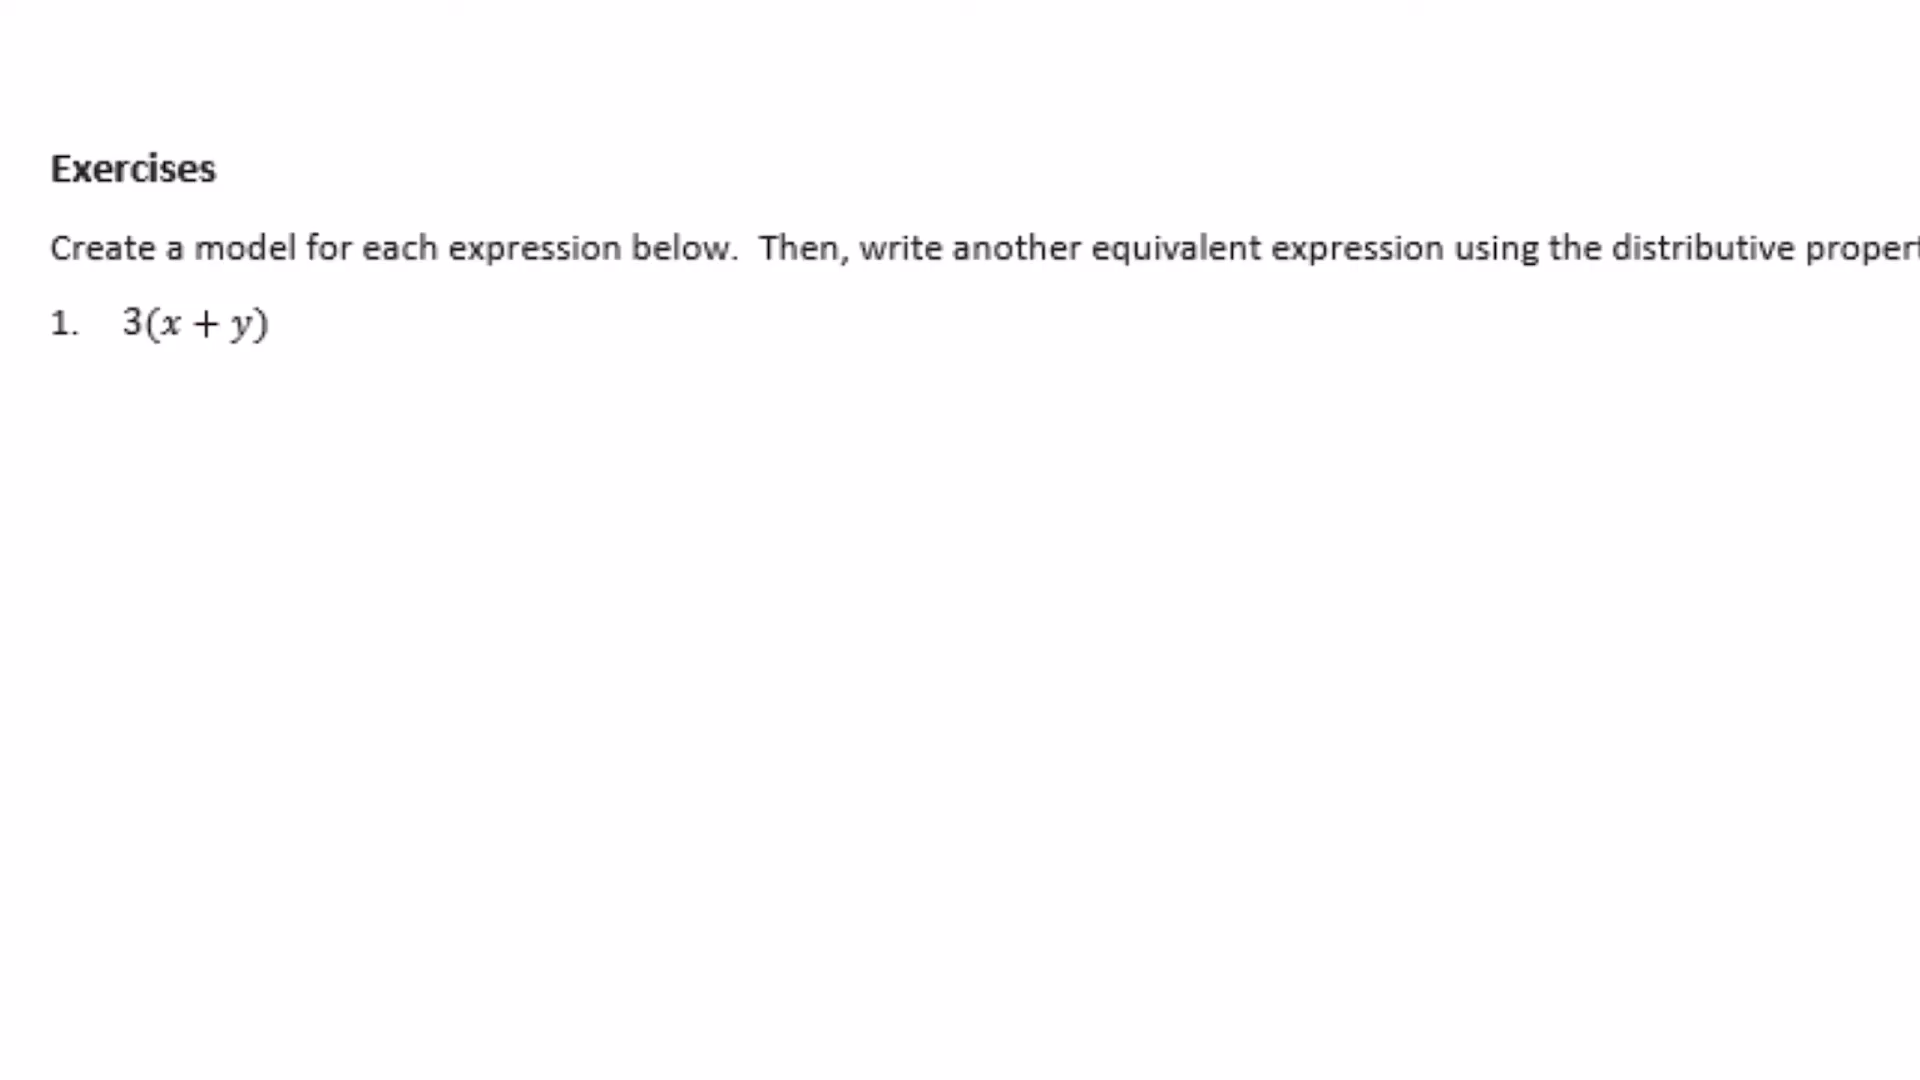 Exercises
Create a model for each expression below. Then, write another equivalent expression using the distributive propert
1. 3(x + y)